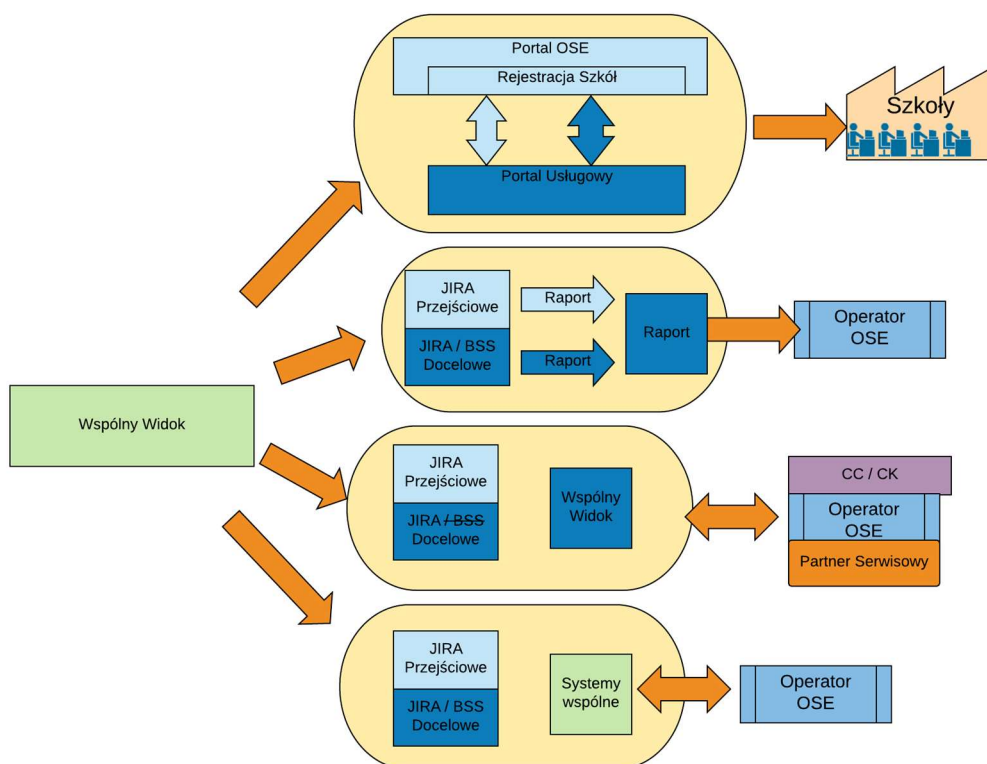 Portal OSE
Rejestracja Szkół
Portal Usługowy
Szkoły
JIRA
Przejściowe
JIRA / BSS
Docelowe
Raport
Raport
Raport
Operator
OSE
Wspólny Widok
JIRA
Przejściowe
JIRA / BSS
Docelowe
Wspólny
Widok
CC / CK
Operator
OSE
Partner Serwisowy
JIRA
Przejściowe
JIRA / BSS
Docelowe
Systemy
wspólne
Operator
OSE